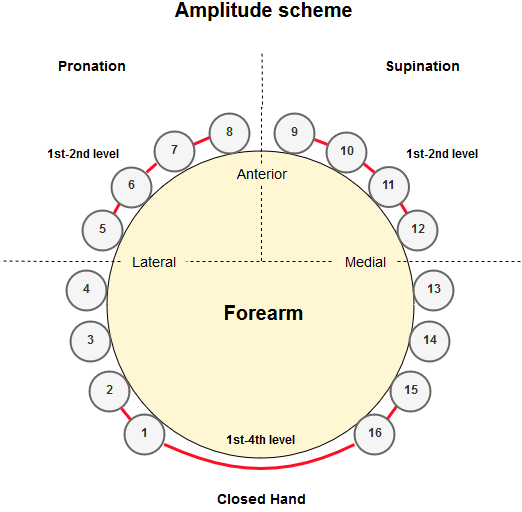 Amplitude scheme
Pronation
Supination
8
9
7
10
1st-2nd level
1st-2nd level
Anterior
6
11
5
12
Lateral
Medial
4
13
Forearm
3
14
2
15
1
1st-4th level
16
Closed Hand